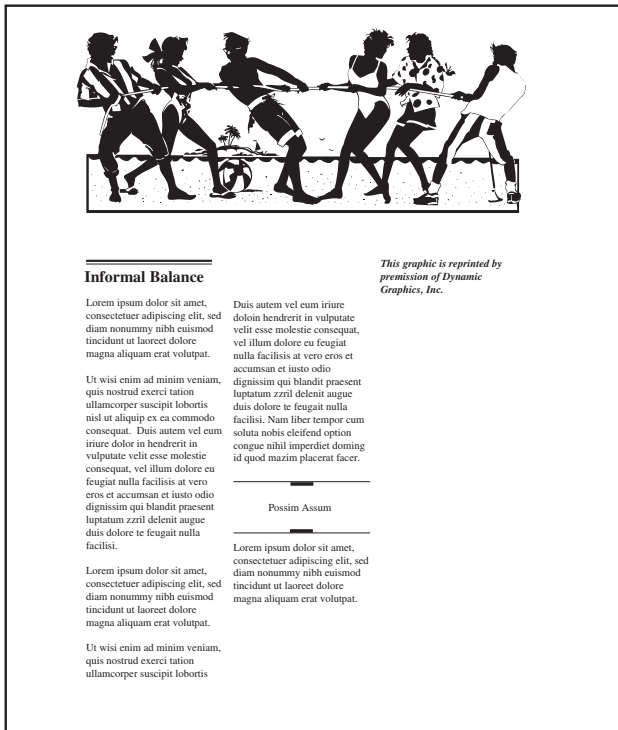 Informal Balance
Lorem ipsum dolor sit amet,
consectetuer adipiscing elit, sed
diam nonummy nibh euismod
tincidunt ut laoreet dolore
magna aliquam erat volutpat.
Ut wisi enim ad minim veniam,
quis nostrud exerci tation
ullamcorper suscipit lobortis
nisl ut aliquip ex ea commodo
consequat.  Duis autem vel eum
iriure dolor in hendrerit in
vulputate velit esse molestie
consequat, vel illum dolore eu
feugiat nulla facilisis at vero
eros et accumsan et iusto odio
dignissim qui blandit praesent
luptatum zzril delenit augue
duis dolore te feugait nulla
facilisi.
Lorem ipsum dolor sit amet,
consectetuer adipiscing elit, sed
diam nonummy nibh euismod
tincidunt ut laoreet dolore
magna aliquam erat volutpat.
Ut wisi enim ad minim veniam,
quis nostrud exerci tation
ullamcorper suscipit lobortis
Duis autem vel eum iriure
doloin hendrerit in vulputate
velit esse molestie consequat,
vel illum dolore eu feugiat
nulla facilisis at vero eros et
accumsan et iusto odio
dignissim qui blandit praesent
luptatum zzril delenit augue
duis dolore te feugait nulla
facilisi. Nam liber tempor cum
soluta nobis eleifend option
congue nihil imperdiet doming
id quod mazim placerat facer.
Possim Assum
Lorem ipsum dolor sit amet,
consectetuer adipiscing elit, sed
diam nonummy nibh euismod
tincidunt ut laoreet dolore
magna aliquam erat volutpat.
This graphic is reprinted by
premission of Dynamic
Graphics, Inc.